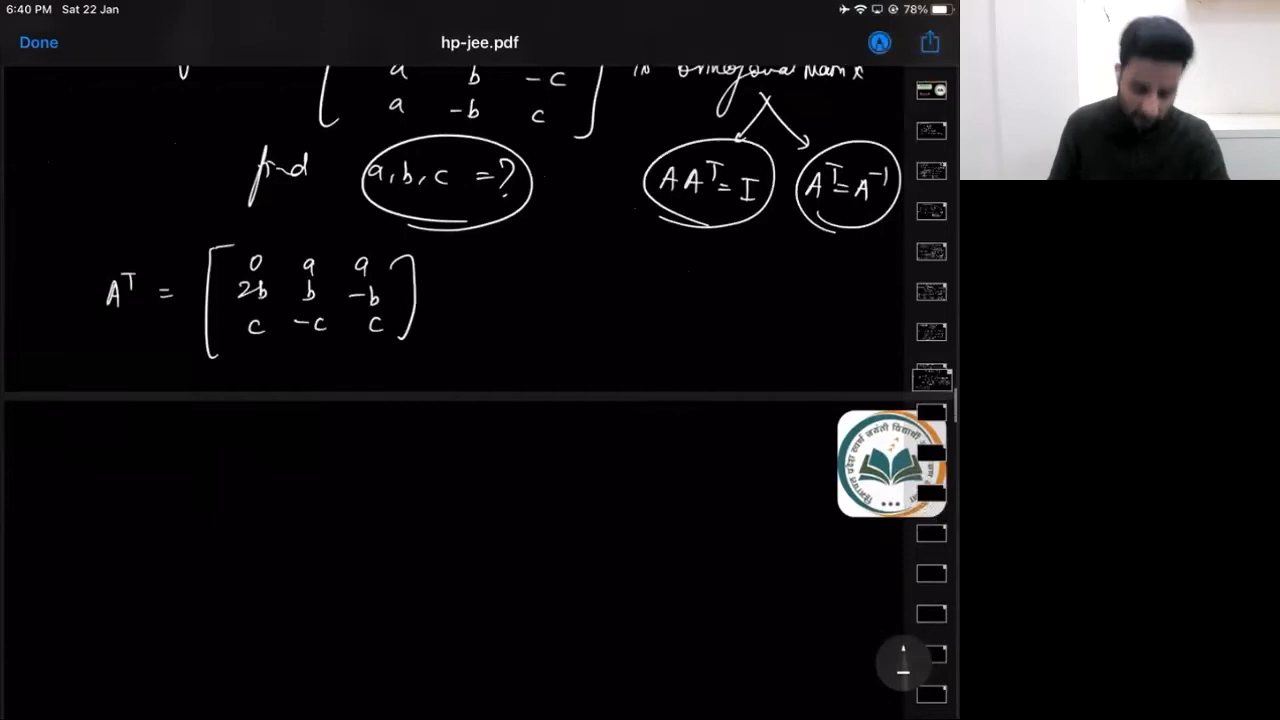 6:40 PM Sat 22 Jan
78%
Done
hp-jee.pdf
a b -c
is orthogonal Matrix
a -b c
find a, b, c = ?
AAᵀ = I
Aᵀ = A⁻¹
Aᵀ = [ 0 a a
2b b -b
c -c c ]